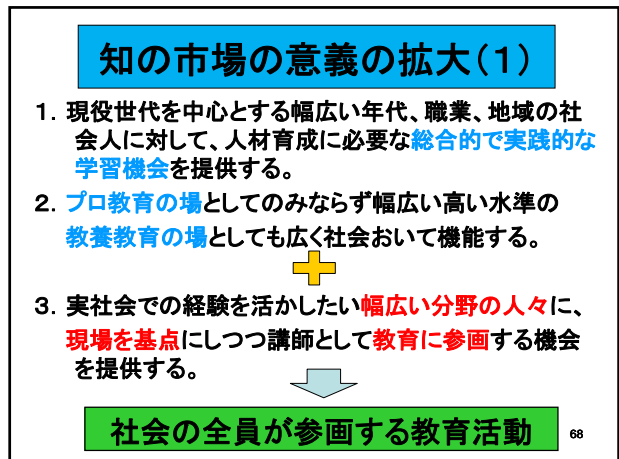 知の市場の意義の拡大(1)
1. 現役世代を中心とする幅広い年代、職業、地域の社
会人に対して、人材育成に必要な総合的で実践的な
学習機会を提供する。
2. プロ教育の場としてのみならず幅広い高い水準の
教養教育の場としても広く社会おいて機能する。
3. 実社会での経験を活かしたい幅広い分野の人々に、
現場を基点にしつつ講師として教育に参画する機会
を提供する。
社会の全員が参画する教育活動
68